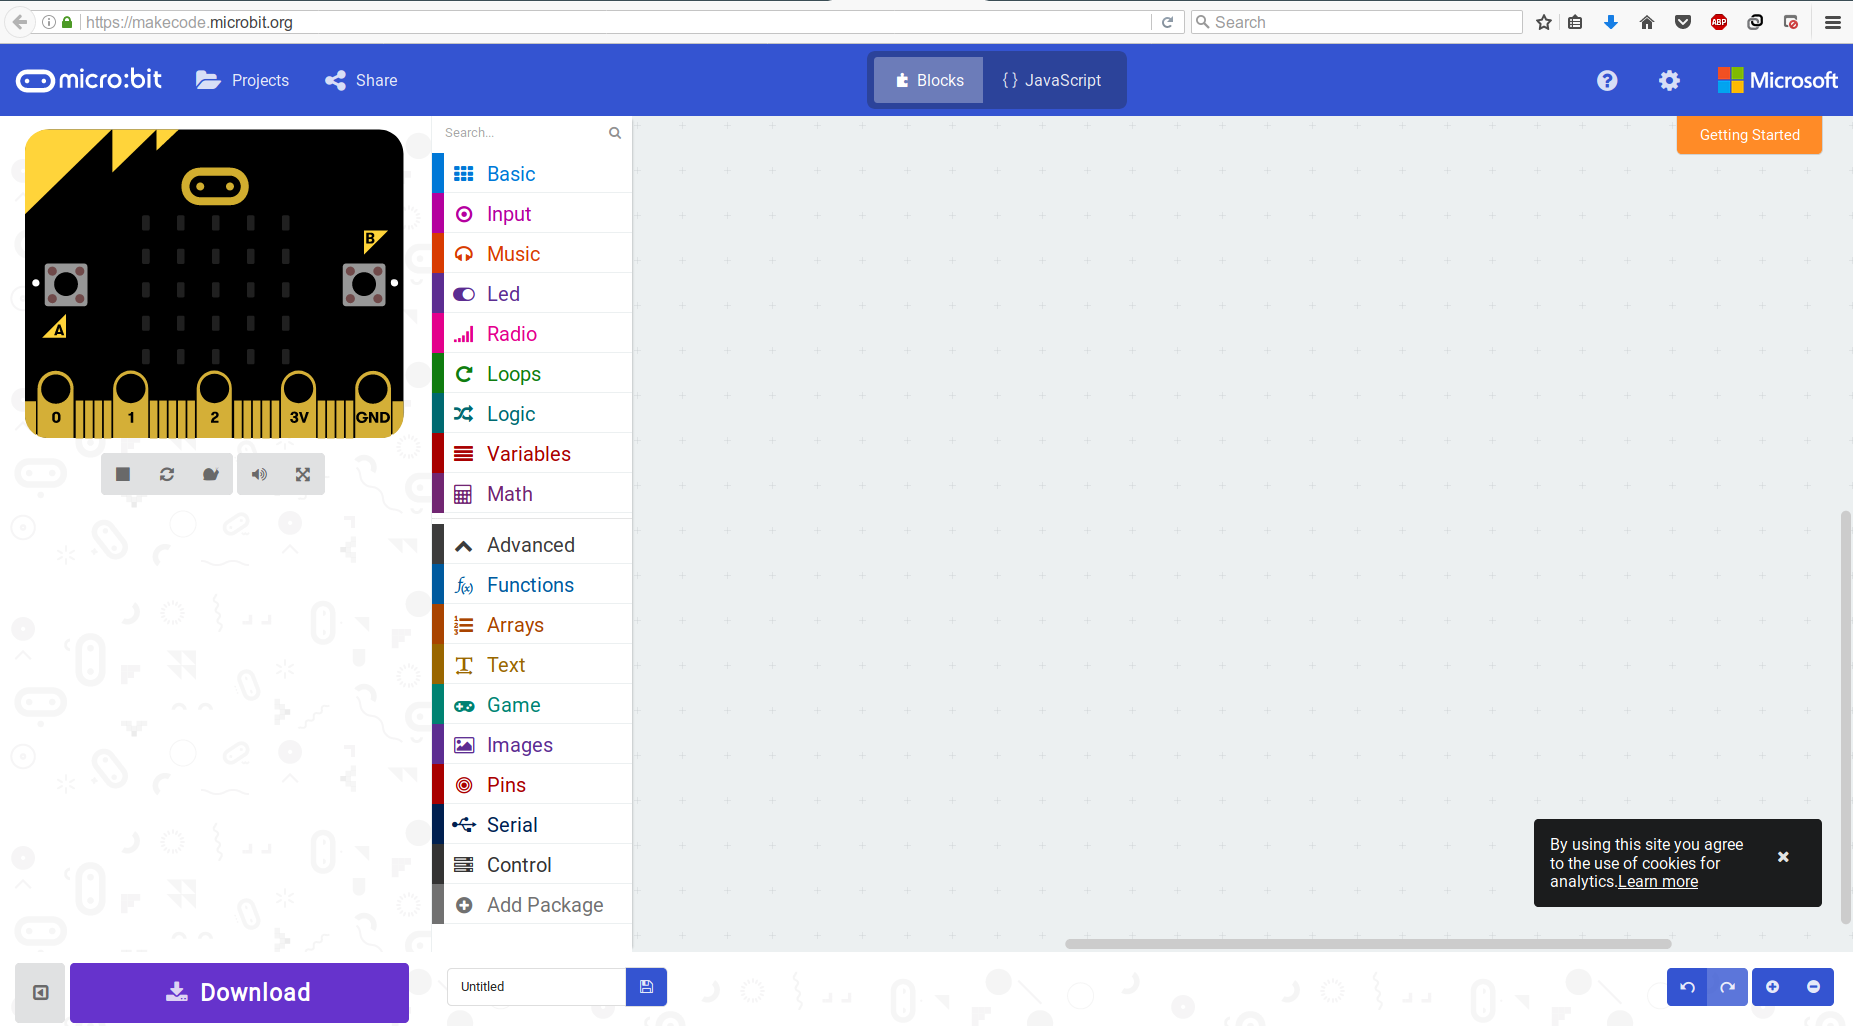 https://makecode.microbit.org
Search
ABP
micro:bit
Projects
Share
Blocks
{ } JavaScript
?
Microsoft
Getting Started
B
A
0 1 2 3V GND
Search...
Basic
Input
Music
Led
Radio
Loops
Logic
Variables
Math
Advanced
f(x) Functions
Arrays
Text
Game
Images
Pins
Serial
Control
Add Package
By using this site you agree
to the use of cookies for
analytics.Learn more
Download
Untitled